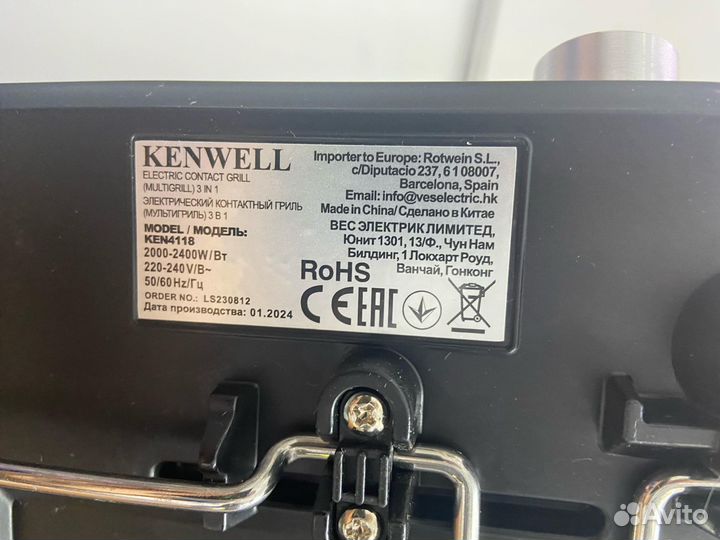 KENWELL
ELECTRIC CONTACT GRILL
(MULTIGRILL) 3 IN 1
ЭЛЕКТРИЧЕСКИЙ КОНТАКТНЫЙ ГРИЛЬ
(МУЛЬТИГРИЛЬ) 3 В 1
MODEL / МОДЕЛЬ:
KEN4118
2000-2400W/Вт
220-240V/В~
50/60Hz/Гц
ORDER NO.: LS230812
Дата производства: 01.2024
Importer to Europe: Rotwein S.L.,
c/Diputacio 237, 6 1 08007,
Barcelona, Spain
Email: info@veselectric.hk
Made in China/Сделано в Китае
ВЕС ЭЛЕКТРИК ЛИМИТЕД,
Юнит 1301, 13/Ф., Чун Нам
Билдинг, 1 Локхарт Роуд,
Ванчай, Гонконг
RoHS
CE EAC
Avito